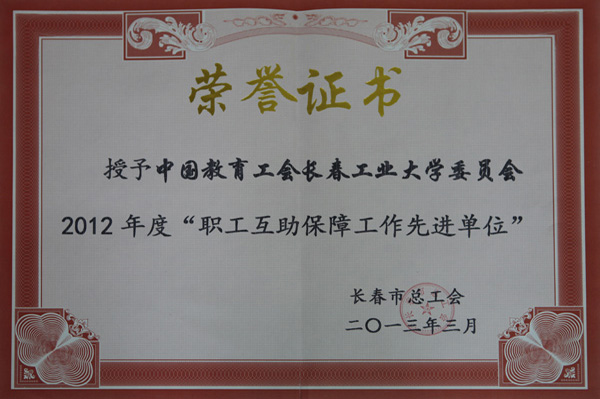 荣誉证书
授予中国教育工会长春工业大学委员会
2012年度“职工互助保障工作先进单位”
长春市总工会
二〇一三年三月